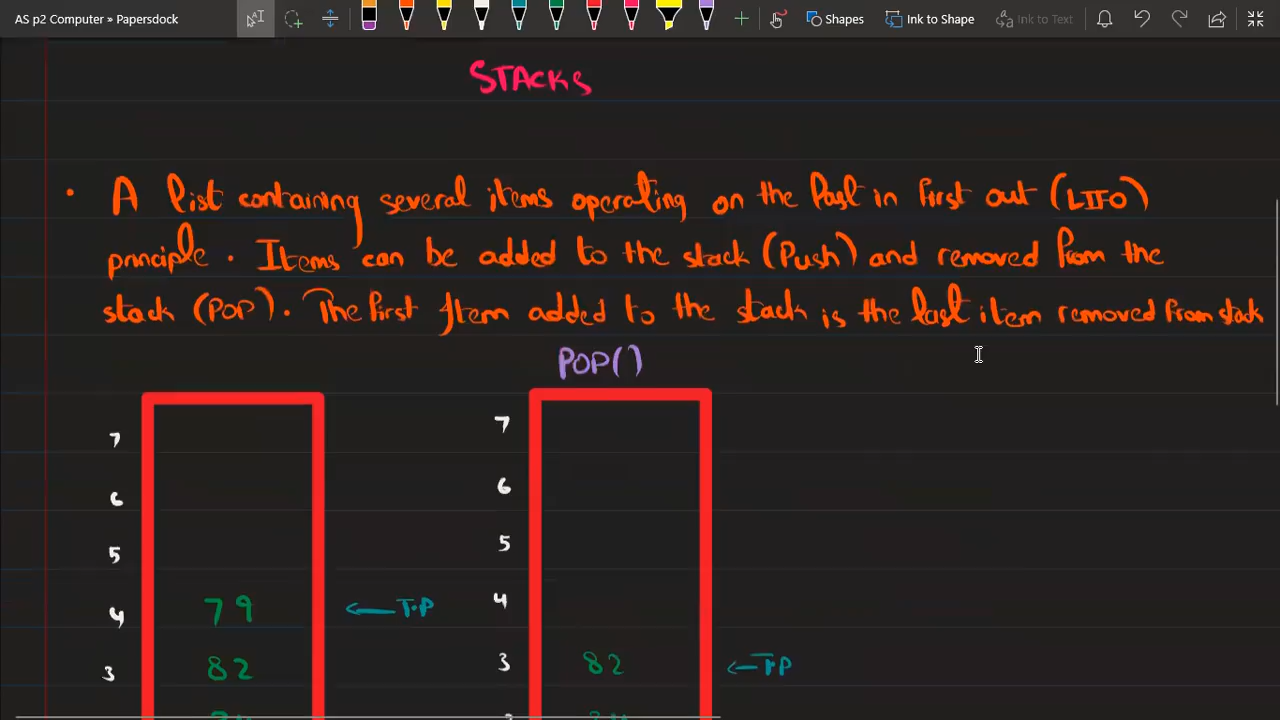 AS p2 Computer » Papersdock
Shapes
Ink to Shape
Ink to Text
STACKS
• A list containing several items operating on the last in first out (LIFO)
principle. Items can be added to the stack (Push) and removed from the
stack (POP). The first Item added to the stack is the last item removed from stack
POP()
7
6
5
4 79 ← T.P
3 82
7
6
5
4
3 82 ← T.P